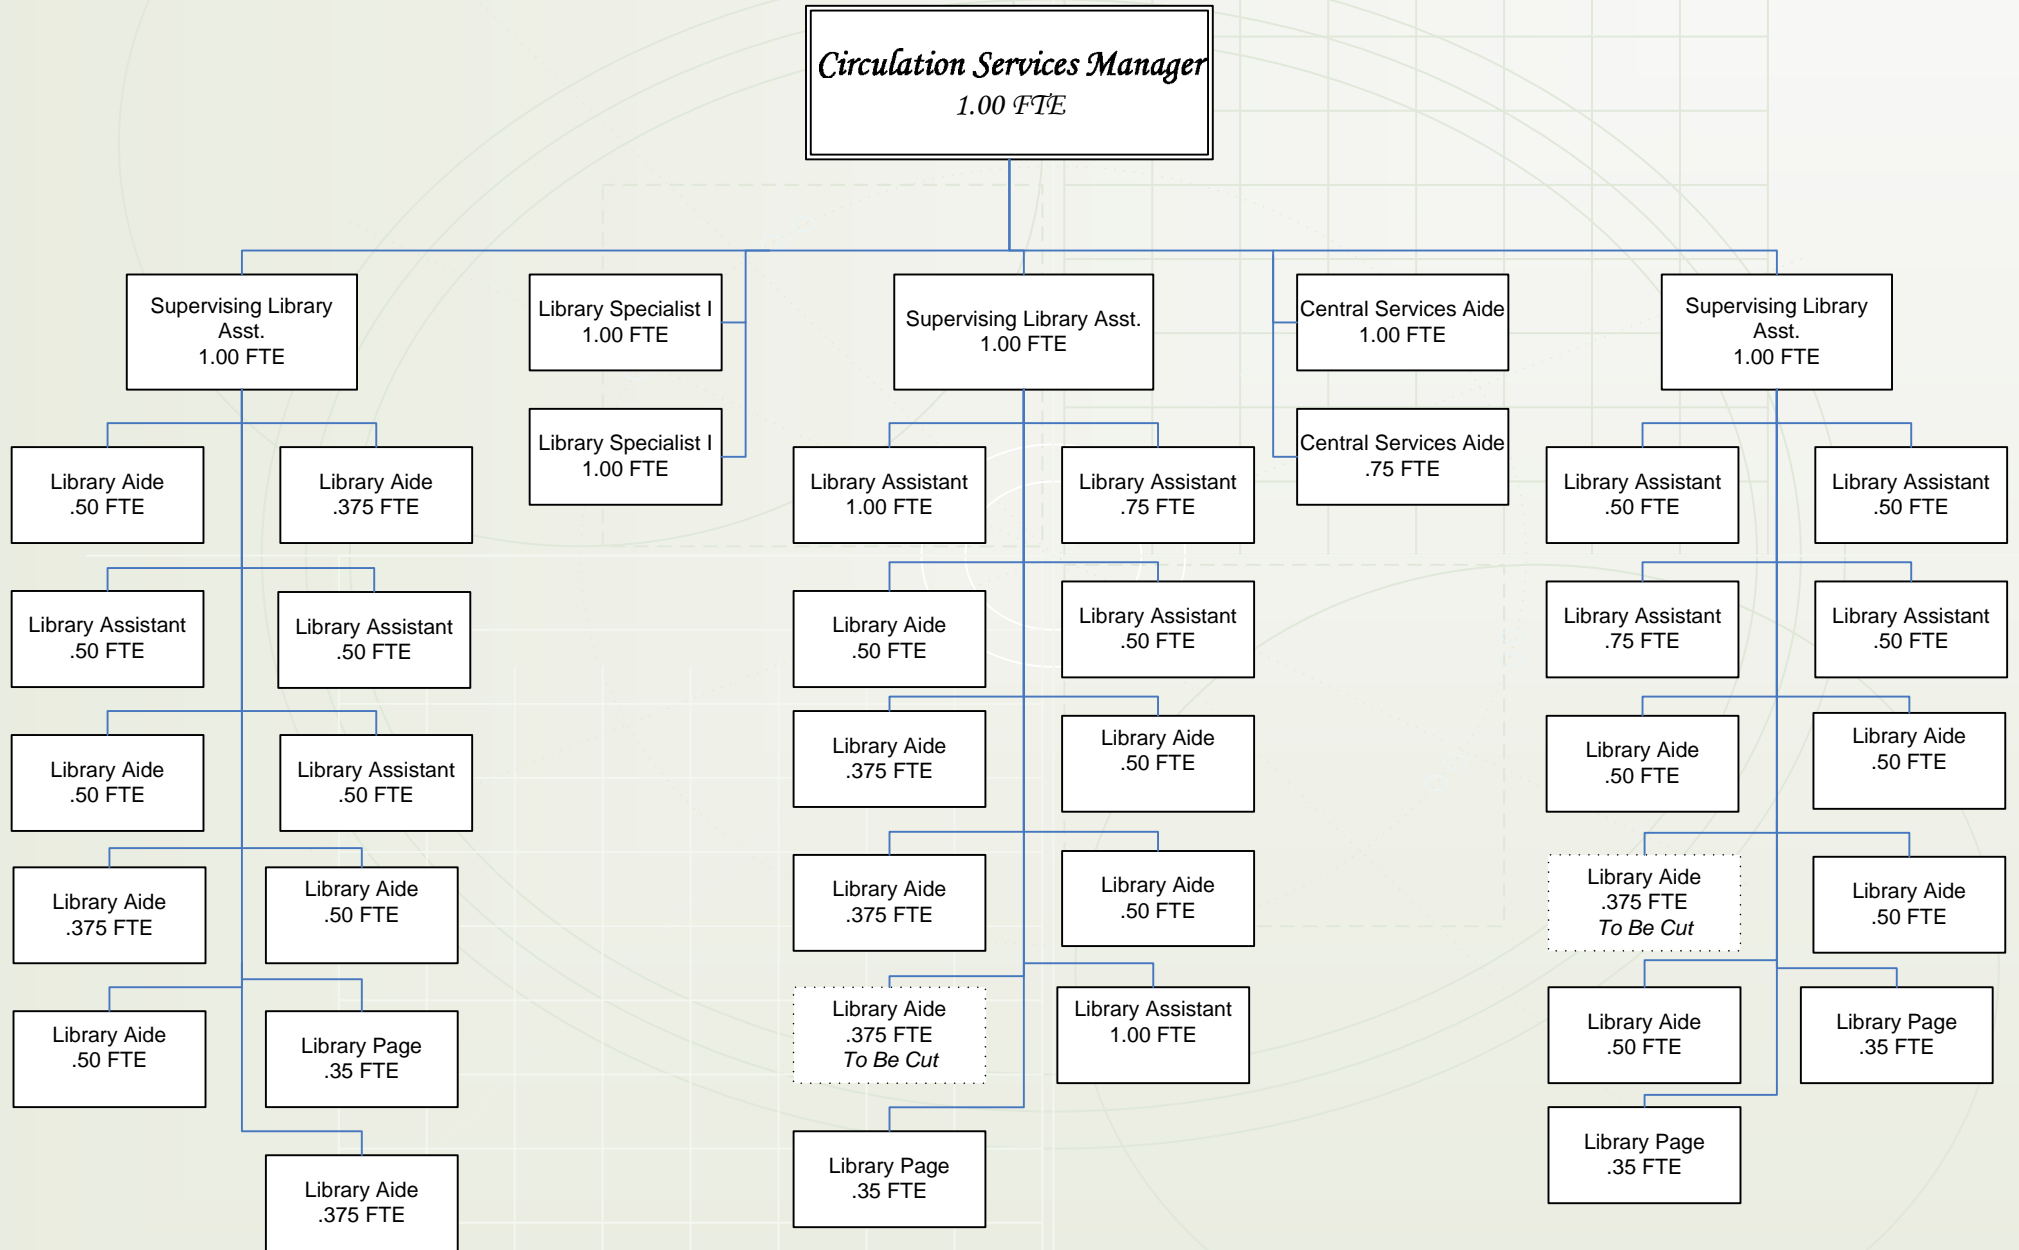 Circulation Services Manager
1.00 FTE
Supervising Library
Asst.
1.00 FTE
Library Specialist I
1.00 FTE
Supervising Library Asst.
1.00 FTE
Central Services Aide
1.00 FTE
Supervising Library
Asst.
1.00 FTE
Library Specialist I
1.00 FTE
Central Services Aide
.75 FTE
Library Aide
.50 FTE
Library Aide
.375 FTE
Library Assistant
.50 FTE
Library Assistant
.50 FTE
Library Aide
.50 FTE
Library Assistant
.50 FTE
Library Aide
.375 FTE
Library Aide
.50 FTE
Library Aide
.50 FTE
Library Page
.35 FTE
Library Aide
.375 FTE
Library Assistant
1.00 FTE
Library Assistant
.75 FTE
Library Aide
.50 FTE
Library Assistant
.50 FTE
Library Aide
.375 FTE
Library Aide
.50 FTE
Library Aide
.375 FTE
Library Aide
.50 FTE
Library Aide
.375 FTE
To Be Cut
Library Assistant
1.00 FTE
Library Page
.35 FTE
Library Assistant
.50 FTE
Library Assistant
.50 FTE
Library Assistant
.75 FTE
Library Assistant
.50 FTE
Library Aide
.50 FTE
Library Aide
.50 FTE
Library Aide
.375 FTE
To Be Cut
Library Aide
.50 FTE
Library Aide
.50 FTE
Library Page
.35 FTE
Library Page
.35 FTE